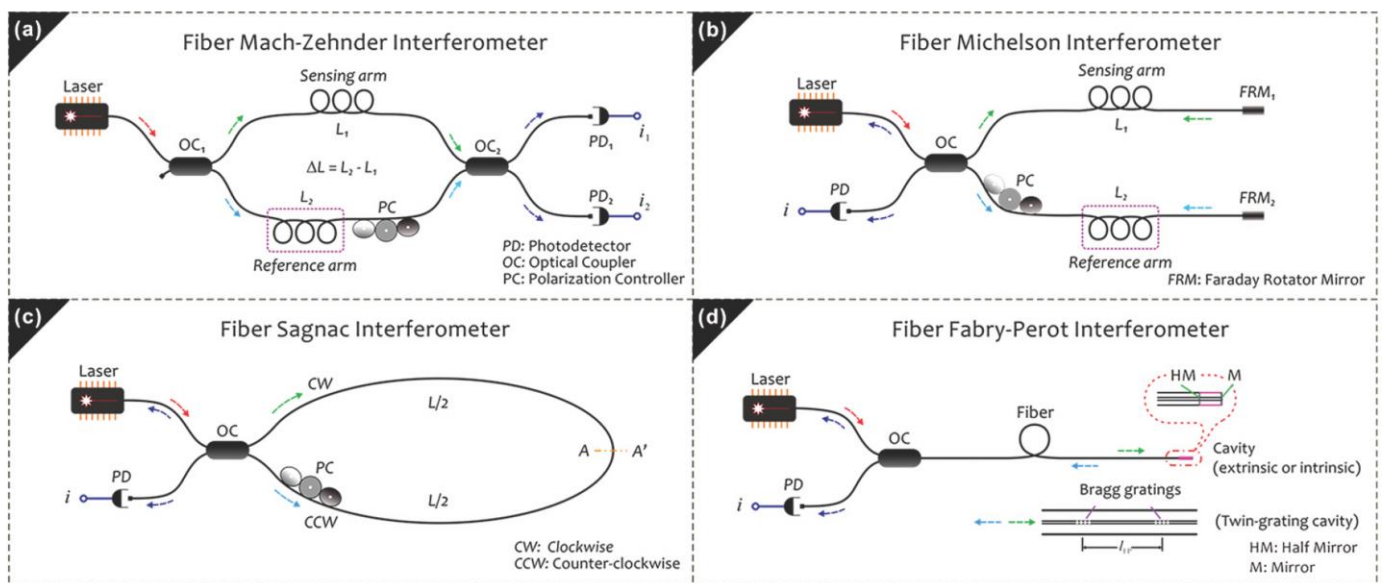 (a)
Fiber Mach-Zehnder Interferometer
Laser
Sensing arm
L₁
OC₁
OC₂
ΔL = L₂ - L₁
PD₁
i₁
L₂
PC
Reference arm
PD₂
i₂
PD: Photodetector
OC: Optical Coupler
PC: Polarization Controller
(b)
Fiber Michelson Interferometer
Laser
Sensing arm
L₁
FRM₁
OC
PC
L₂
FRM₂
PD
i
Reference arm
FRM: Faraday Rotator Mirror
(c)
Fiber Sagnac Interferometer
Laser
CW
L/2
OC
A
A'
PD
PC
i
L/2
CCW
CW: Clockwise
CCW: Counter-clockwise
(d)
Fiber Fabry-Perot Interferometer
HM
M
Laser
Fiber
OC
Cavity
(extrinsic or intrinsic)
PD
i
Bragg gratings
(Twin-grating cavity)
HM: Half Mirror
M: Mirror